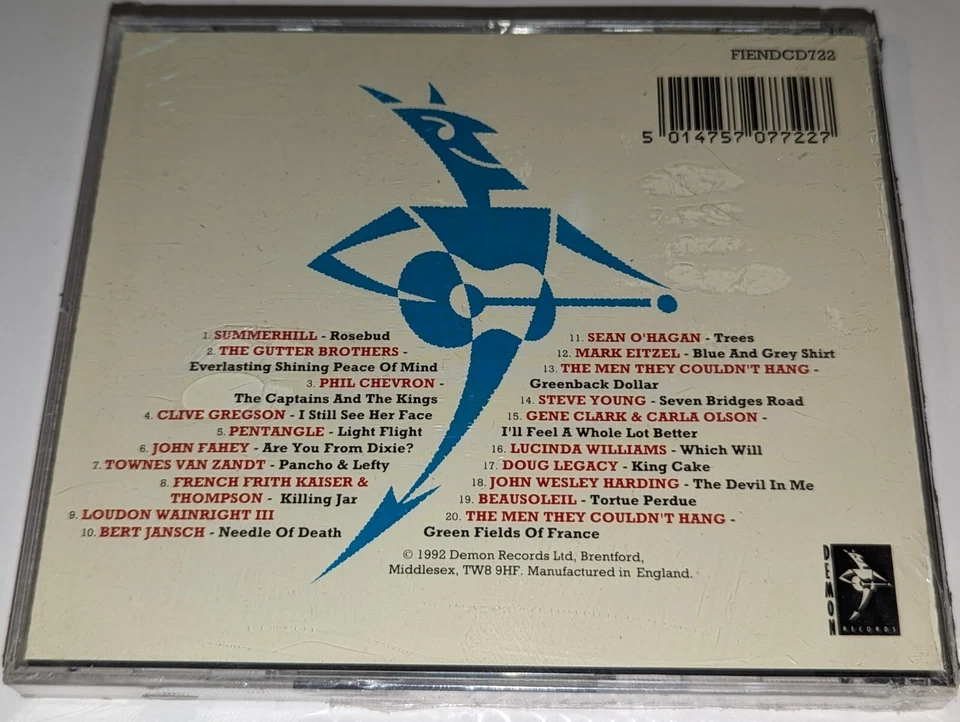 FIENDCD722
5 014757 077227
1. SUMMERHILL - Rosebud
2. THE GUTTER BROTHERS -
Everlasting Shining Peace Of Mind
3. PHIL CHEVRON -
The Captains And The Kings
4. CLIVE GREGSON - I Still See Her Face
5. PENTANGLE - Light Flight
6. JOHN FAHEY - Are You From Dixie?
7. TOWNES VAN ZANDT - Pancho & Lefty
8. FRENCH FRITH KAISER &
THOMPSON - Killing Jar
9. LOUDON WAINRIGHT III
10. BERT JANSCH - Needle Of Death
11. SEAN O'HAGAN - Trees
12. MARK EITZEL - Blue And Grey Shirt
13. THE MEN THEY COULDN'T HANG -
Greenback Dollar
14. STEVE YOUNG - Seven Bridges Road
15. GENE CLARK & CARLA OLSON -
I'll Feel A Whole Lot Better
16. LUCINDA WILLIAMS - Which Will
17. DOUG LEGACY - King Cake
18. JOHN WESLEY HARDING - The Devil In Me
19. BEAUSOLEIL - Tortue Perdue
20. THE MEN THEY COULDN'T HANG -
Green Fields Of France
© 1992 Demon Records Ltd, Brentford,
Middlesex, TW8 9HF. Manufactured in England.
DEMON
RECORDS